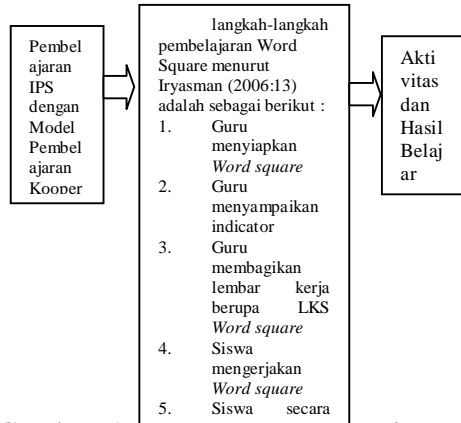 Pembel
ajaran
IPS
dengan
Model
Pembel
ajaran
Kooper
langkah-langkah
pembelajaran Word
Square menurut
Iryasman (2006:13)
adalah sebagai berikut :
1. Guru
menyiapkan
Word square
2. Guru
menyampaikan
indicator
3. Guru
membagikan
lembar kerja
berupa LKS
Word square
4. Siswa
mengerjakan
Word square
5. Siswa secara
Akti
vitas
dan
Hasil
Belaj
ar